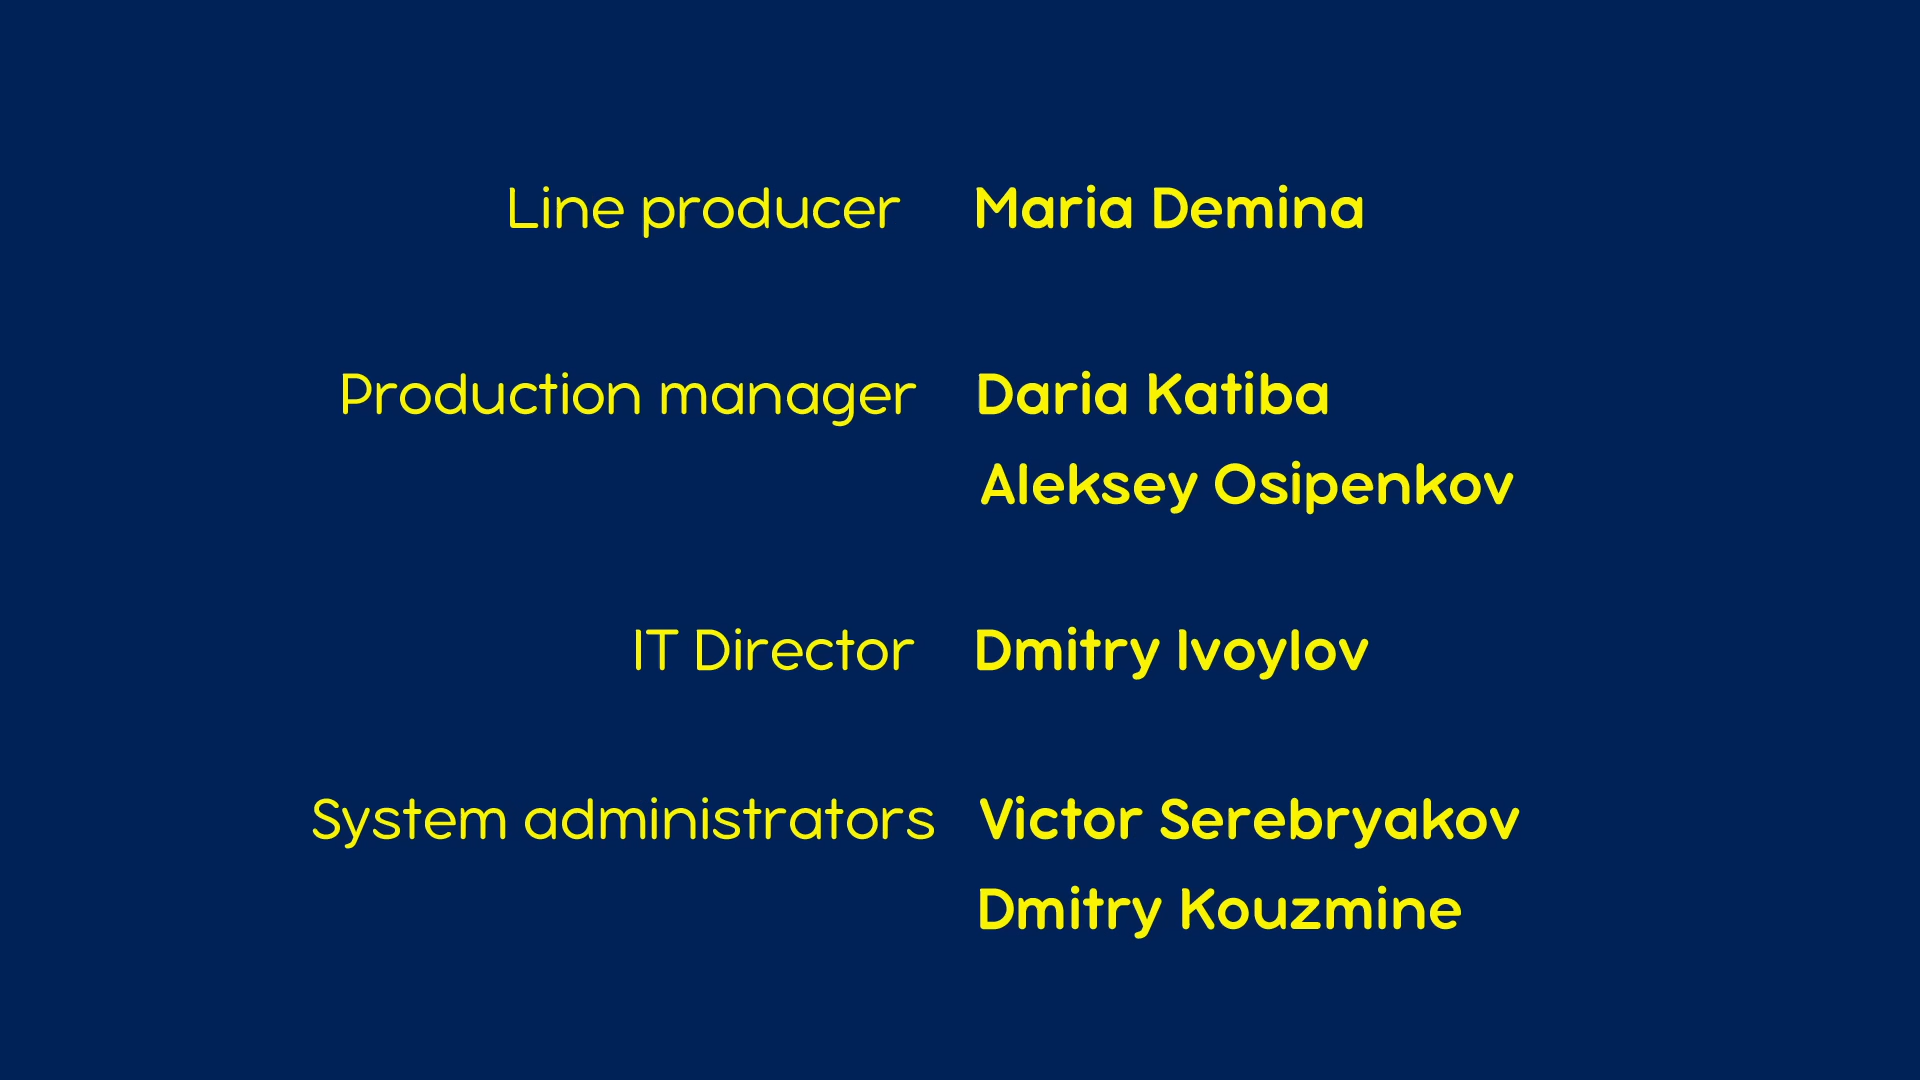 Line producer Maria Demina
Production manager Daria Katiba
Aleksey Osipenkov
IT Director Dmitry Ivoylov
System administrators Victor Serebryakov
Dmitry Kouzmine